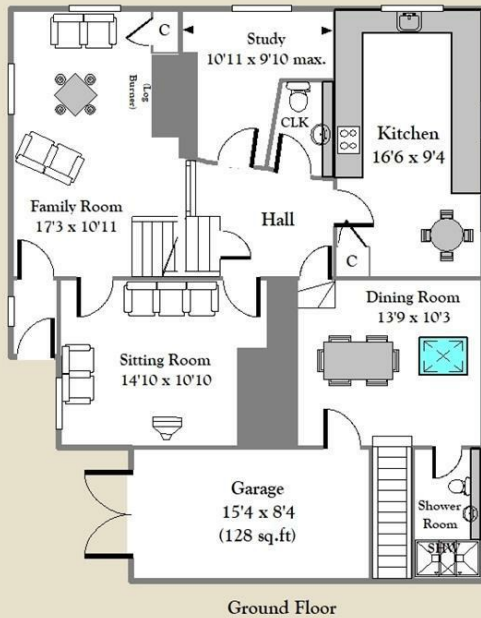 C
Study
10'11 x 9'10 max.
(Log
Burner)
CLK
Kitchen
16'6 x 9'4
Family Room
17'3 x 10'11
Hall
C
Dining Room
13'9 x 10'3
Sitting Room
14'10 x 10'10
Garage
15'4 x 8'4
(128 sq.ft)
Shower
Room
SHW
Ground Floor